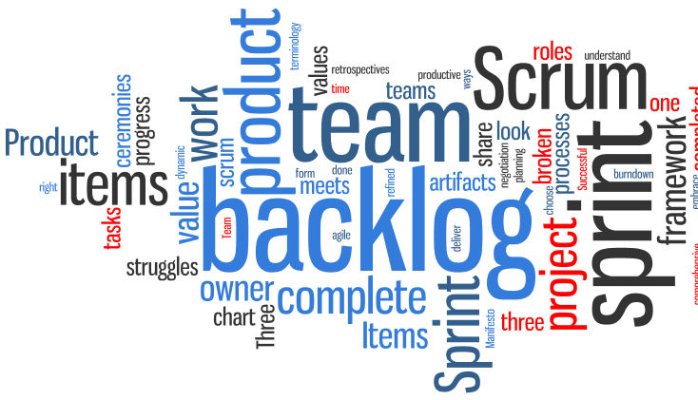 product
terminology
values
retrospectives
time
teams
productive
ways
Scrum
roles
understand
one
Product
ceremonies
progress
dynamic
work
scrum
team
share
look
negotiation
planning
broken
processes
Successful
choose
sprint
burndown
framework
completed
embrace
comprehensive
right
items
tasks
value
Team
form
meets
done
refined
artifacts
backlog
agile
deliver
struggles
owner
chart
Three
complete
Items
Sprint
Manifesto
three
project